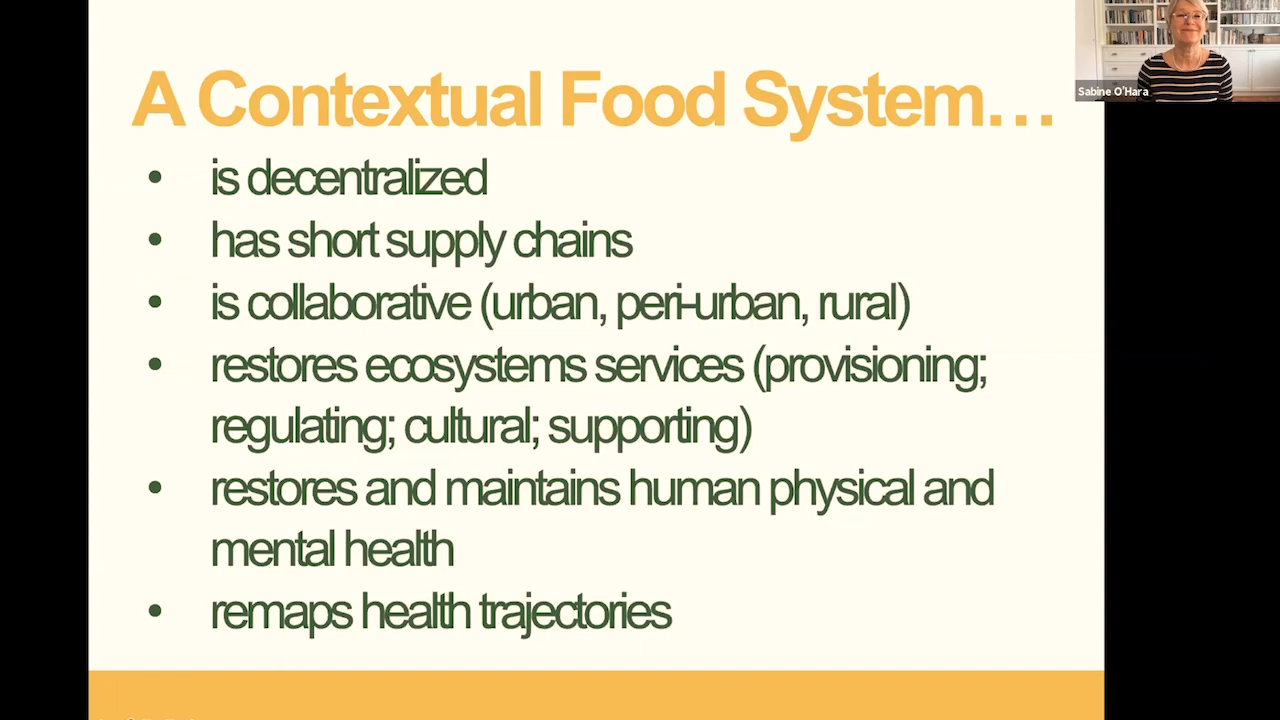 A Contextual Food System…
Sabine O'Hara
• is decentralized
• has short supply chains
• is collaborative (urban, peri-urban, rural)
• restores ecosystems services (provisioning;
regulating; cultural; supporting)
• restores and maintains human physical and
mental health
• remaps health trajectories